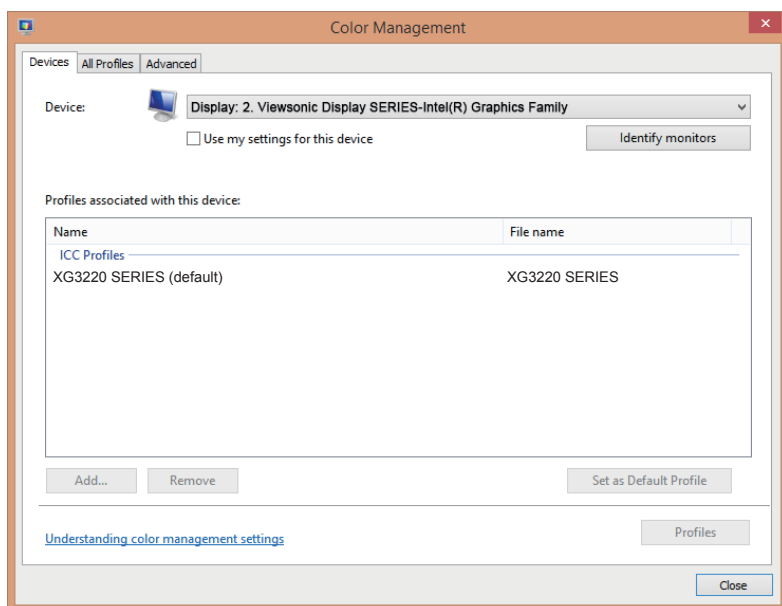 Color Management
Devices All Profiles Advanced
Device: Display: 2. Viewsonic Display SERIES-Intel(R) Graphics Family
Use my settings for this device Identify monitors
Profiles associated with this device:
Name File name
ICC Profiles
XG3220 SERIES (default) XG3220 SERIES
Add... Remove Set as Default Profile
Understanding color management settings Profiles
Close